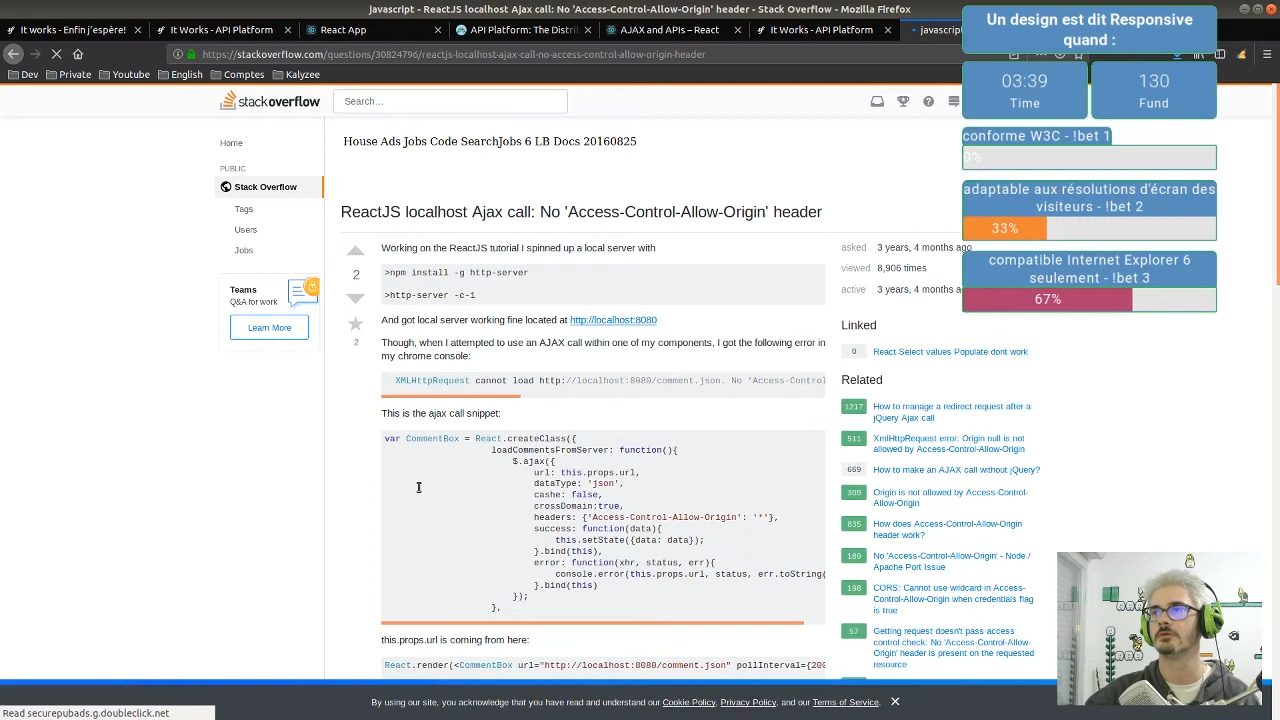 Javascript - ReactJS localhost Ajax call: No 'Access-Control-Allow-Origin' header - Stack Overflow - Mozilla Firefox
It works - Enfin j'espère!
It Works - API Platform
React App
API Platform: The Distri
AJAX and APIs – React
It Works - API Platform
javascrip
https://stackoverflow.com/questions/30824796/reactjs-localhost-ajax-call-no-access-control-allow-origin-header
Dev
Private
Youtube
English
Comptes
Kalyzee
stackoverflow
Search…
Home
PUBLIC
Stack Overflow
Tags
Users
Jobs
Teams
Q&A for work
Learn More
House Ads Jobs Code SearchJobs 6 LB Docs 20160825
ReactJS localhost Ajax call: No 'Access-Control-Allow-Origin' header
2
2
Working on the ReactJS tutorial I spinned up a local server with
>npm install -g http-server
>http-server -c-1
And got local server working fine located at http://localhost:8080
Though, when I attempted to use an AJAX call within one of my components, I got the following error in
my chrome console:
XMLHttpRequest cannot load http://localhost:8080/comment.json. No 'Access-Control
This is the ajax call snippet:
var CommentBox = React.createClass({
loadCommentsFromServer: function(){
$.ajax({
url: this.props.url,
dataType: 'json',
cashe: false,
crossDomain:true,
headers: {'Access-Control-Allow-Origin': '*'},
success: function(data){
this.setState({data: data});
}.bind(this),
error: function(xhr, status, err){
console.error(this.props.url, status, err.toString(
}.bind(this)
});
},
this.props.url is coming from here:
React.render(<CommentBox url="http://localhost:8080/comment.json" pollInterval={200
asked 3 years, 4 months ago
viewed 8,906 times
active 3 years, 4 months a
Linked
0 React Select values Populate dont work
Related
1217 How to manage a redirect request after a
jQuery Ajax call
511 XmlHttpRequest error: Origin null is not
allowed by Access-Control-Allow-Origin
669 How to make an AJAX call without jQuery?
309 Origin is not allowed by Access-Control-
Allow-Origin
835 How does Access-Control-Allow-Origin
header work?
189 No 'Access-Control-Allow-Origin' - Node /
Apache Port Issue
198 CORS: Cannot use wildcard in Access-
Control-Allow-Origin when credentials flag
is true
57 Getting request doesn't pass access
control check: No 'Access-Control-
Allow-Origin' header is present on the requested
resource
Un design est dit Responsive
quand :
03:39
Time
130
Fund
conforme W3C - !bet 1
0%
adaptable aux résolutions d'écran des
visiteurs - !bet 2
33%
compatible Internet Explorer 6
seulement - !bet 3
67%
By using our site, you acknowledge that you have read and understand our Cookie Policy, Privacy Policy, and our Terms of Service.
Read securepubads.g.doubleclick.net